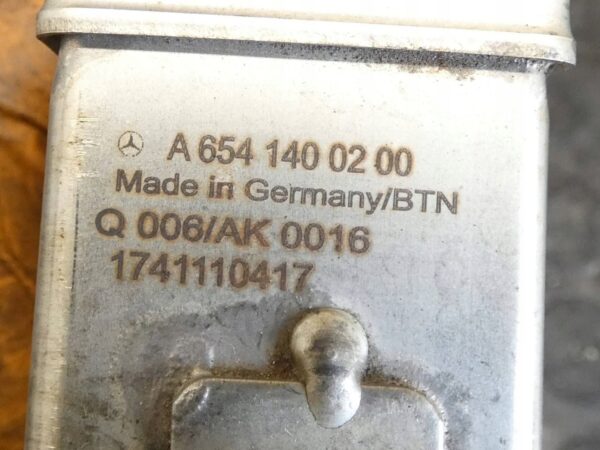 A 654 140 02 00
Made in Germany/BTN
Q 006/AK 0016
1741110417